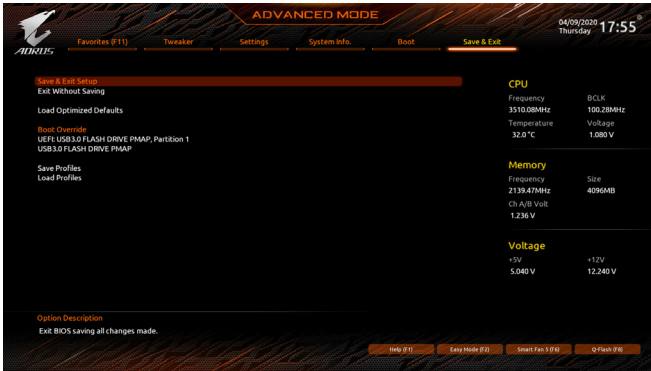 ADVANCED MODE
04/09/2020 Thursday 17:55
AORUS
Favorites (F11) Tweaker Settings System Info. Boot Save & Exit
Save & Exit Setup
Exit Without Saving
Load Optimized Defaults
Boot Override
UEFI: USB3.0 FLASH DRIVE PMAP, Partition 1
USB3.0 FLASH DRIVE PMAP
Save Profiles
Load Profiles
CPU
Frequency BCLK
3510.08MHz 100.28MHz
Temperature Voltage
32.0 °C 1.080 V
Memory
Frequency Size
2139.47MHz 4096MB
Ch A/B Volt
1.236 V
Voltage
+5V +12V
5.040 V 12.240 V
Option Description
Exit BIOS saving all changes made.
Help (F1) Easy Mode (F2) Smart Fan 5 (F6) Q-Flash (F8)